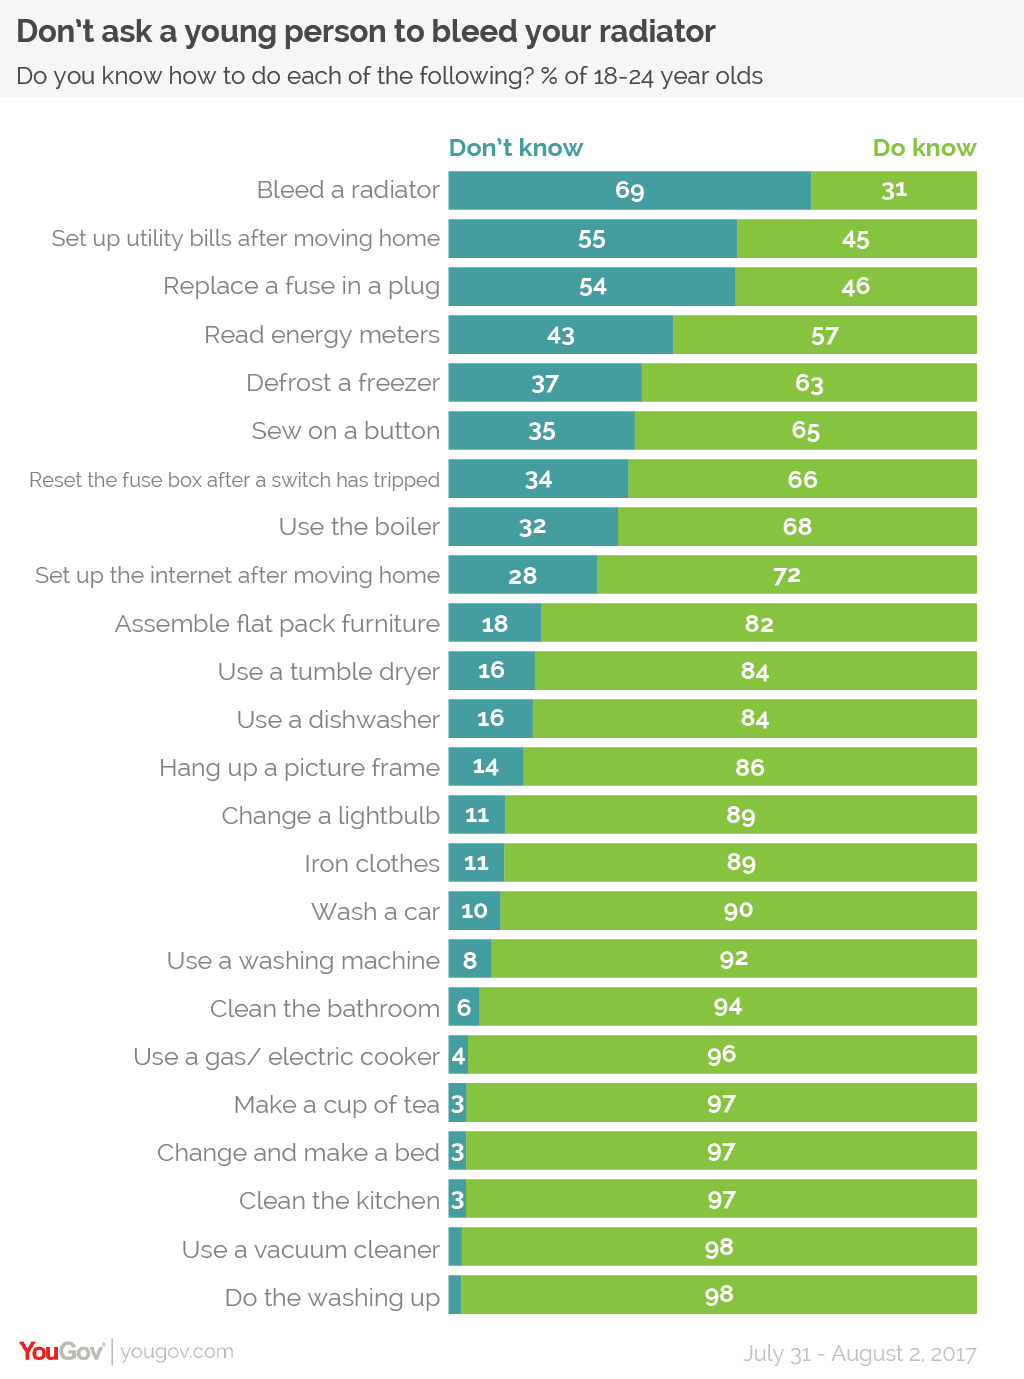 Don't ask a young person to bleed your radiator
Do you know how to do each of the following? % of 18-24 year olds
Don't know Do know
Bleed a radiator 69 31
Set up utility bills after moving home 55 45
Replace a fuse in a plug 54 46
Read energy meters 43 57
Defrost a freezer 37 63
Sew on a button 35 65
Reset the fuse box after a switch has tripped 34 66
Use the boiler 32 68
Set up the internet after moving home 28 72
Assemble flat pack furniture 18 82
Use a tumble dryer 16 84
Use a dishwasher 16 84
Hang up a picture frame 14 86
Change a lightbulb 11 89
Iron clothes 11 89
Wash a car 10 90
Use a washing machine 8 92
Clean the bathroom 6 94
Use a gas/ electric cooker 4 96
Make a cup of tea 3 97
Change and make a bed 3 97
Clean the kitchen 3 97
Use a vacuum cleaner 98
Do the washing up 98
YouGov | yougov.com July 31 - August 2, 2017